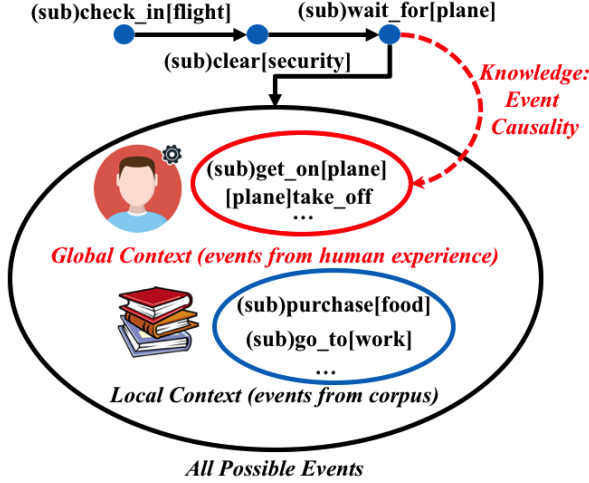 (sub)check_in[flight]
(sub)wait_for[plane]
(sub)clear[security]
Knowledge:
Event
Causality
(sub)get_on[plane]
[plane]take_off
...
Global Context (events from human experience)
(sub)purchase[food]
(sub)go_to[work]
...
Local Context (events from corpus)
All Possible Events